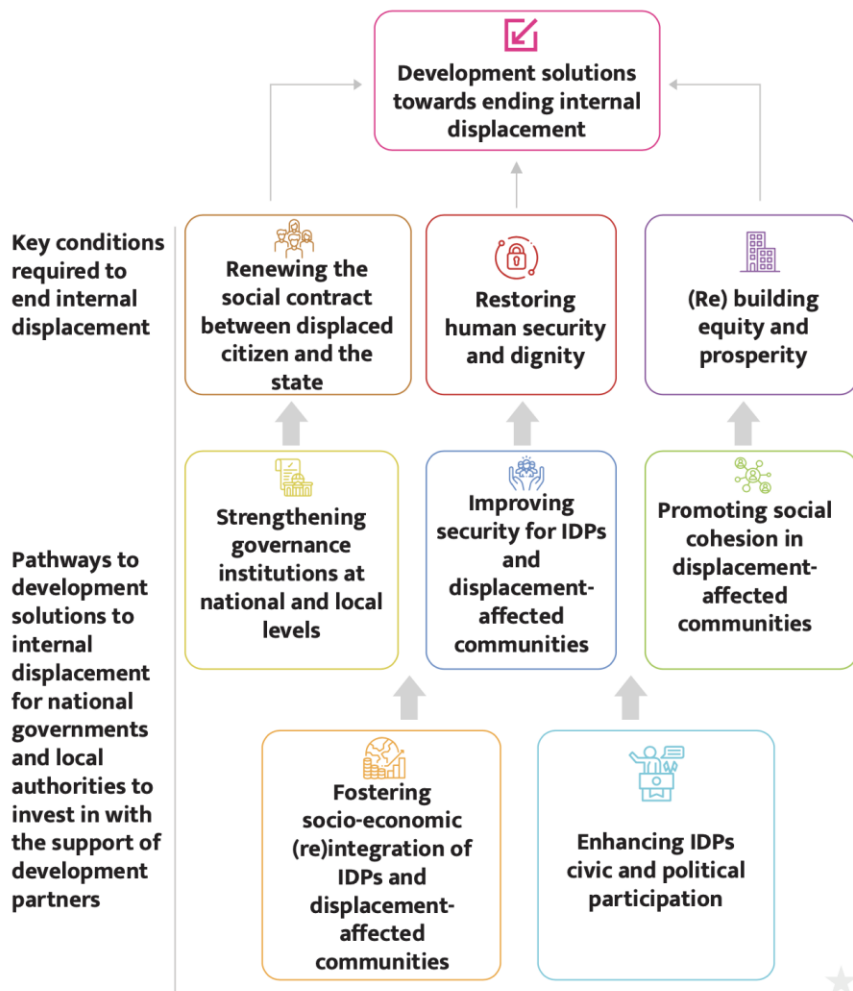 Development solutions
towards ending internal
displacement
Key conditions
required to
end internal
displacement
Renewing the
social contract
between displaced
citizen and the
state
Restoring
human security
and dignity
(Re) building
equity and
prosperity
Pathways to
development
solutions to
internal
displacement
for national
governments
and local
authorities to
invest in with
the support of
development
partners
Strengthening
governance
institutions at
national and local
levels
Improving
security for IDPs
and
displacement-
affected
communities
Promoting social
cohesion in
displacement-
affected
communities
Fostering
socio-economic
(re)integration of
IDPs and
displacement-
affected
communities
Enhancing IDPs
civic and political
participation